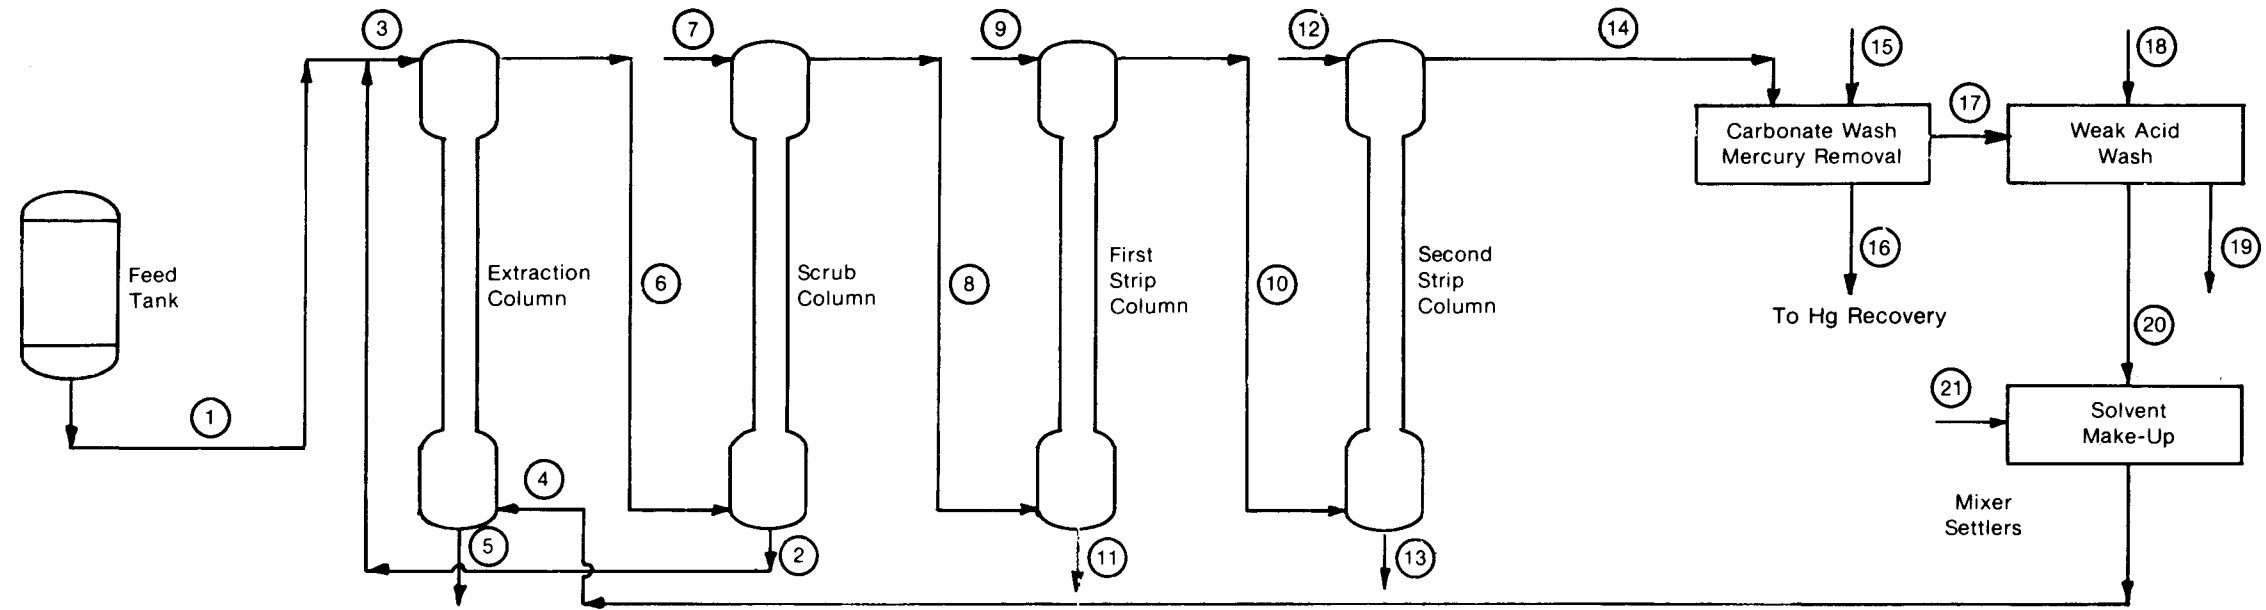 3
7
9
12
14
15
18
17
Carbonate Wash
Mercury Removal
Weak Acid
Wash
Feed
Tank
Extraction
Column
6
Scrub
Column
8
First
Strip
Column
10
Second
Strip
Column
16
19
To Hg Recovery
20
1
21
Solvent
Make-Up
4
Mixer
Settlers
5
2
11
13